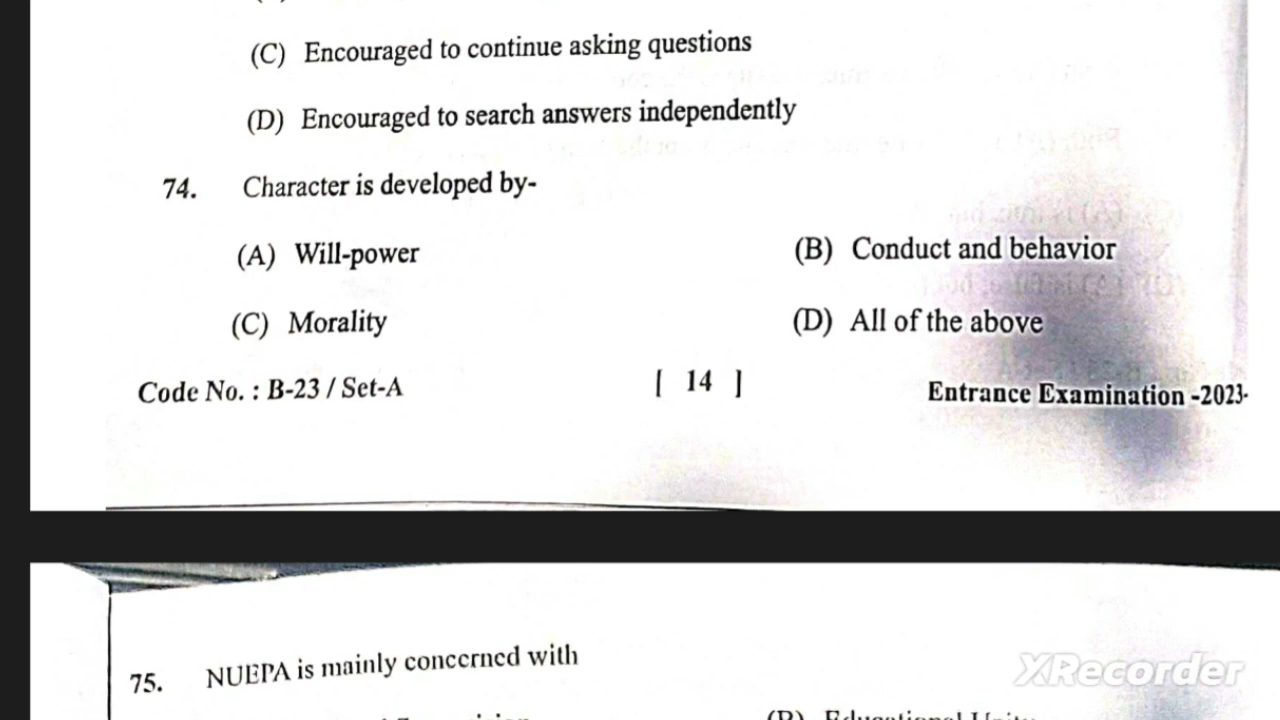 (C) Encouraged to continue asking questions
(D) Encouraged to search answers independently
74. Character is developed by-
(A) Will-power (B) Conduct and behavior
(C) Morality (D) All of the above
Code No. : B-23 / Set-A [ 14 ] Entrance Examination -2023-
75. NUEPA is mainly concerned with
XRecorder